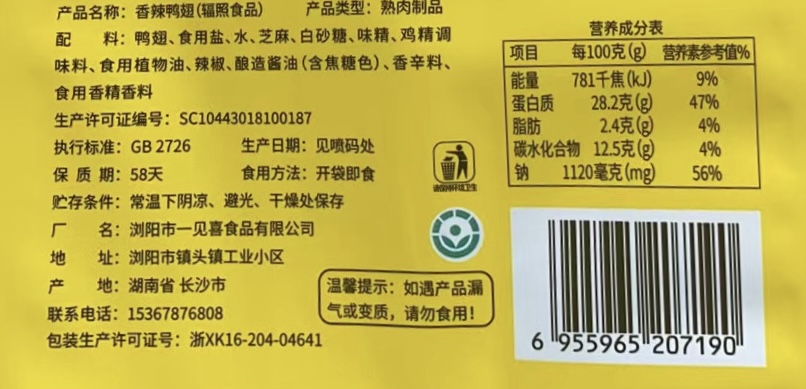 产品名称：香辣鸭翅(辐照食品) 产品类型：熟肉制品
配 料：鸭翅、食用盐、水、芝麻、白砂糖、味精、鸡精调
味料、食用植物油、辣椒、酿造酱油(含焦糖色)、香辛料、
食用香精香料
生产许可证编号：SC10443018100187
执行标准：GB 2726 生产日期：见喷码处
保 质 期：58天 食用方法：开袋即食
贮存条件：常温下阴凉、避光、干燥处保存
厂 名：浏阳市一见喜食品有限公司
地 址：浏阳市镇头镇工业小区
产 地：湖南省 长沙市
联系电话：15367876808
包装生产许可证号：浙XK16-204-04641
温馨提示：如遇产品漏
气或变质，请勿食用！
营养成分表
项目 每100克(g) 营养素参考值%
能量 781千焦(kJ) 9%
蛋白质 28.2克(g) 47%
脂肪 2.4克(g) 4%
碳水化合物 12.5克(g) 4%
钠 1120毫克(mg) 56%
6 955965 207190